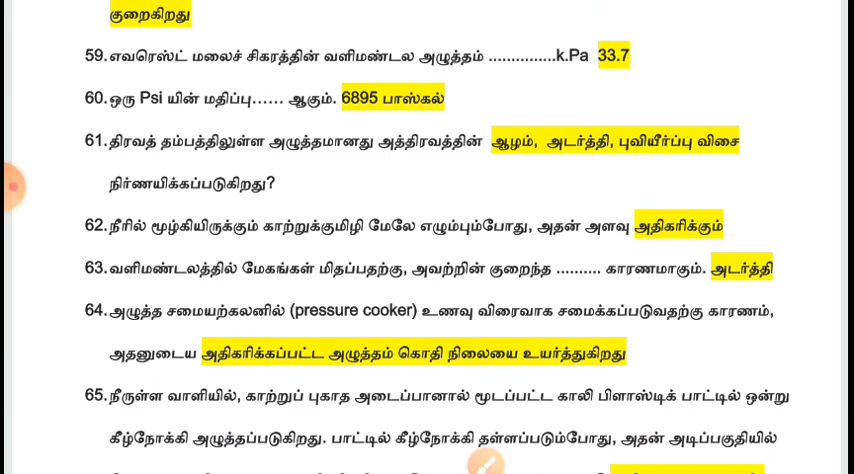 குறைகிறது
59.எவரெஸ்ட் மலைச் சிகரத்தின் வளிமண்டல அழுத்தம் ...............k.Pa 33.7
60.ஒரு Psi யின் மதிப்பு...... ஆகும். 6895 பாஸ்கல்
61.திரவத் தம்பத்திலுள்ள அழுத்தமானது அத்திரவத்தின் ஆழம், அடர்த்தி, புவியீர்ப்பு விசை
நிர்ணயிக்கப்படுகிறது?
62.நீரில் மூழ்கியிருக்கும் காற்றுக்குமிழி மேலே எழும்பும்போது, அதன் அளவு அதிகரிக்கும்
63.வளிமண்டலத்தில் மேகங்கள் மிதப்பதற்கு, அவற்றின் குறைந்த .......... காரணமாகும். அடர்த்தி
64.அழுத்த சமையற்கலனில் (pressure cooker) உணவு விரைவாக சமைக்கப்படுவதற்கு காரணம்,
அதனுடைய அதிகரிக்கப்பட்ட அழுத்தம் கொதி நிலையை உயர்த்துகிறது
65.நீருள்ள வாளியில், காற்றுப் புகாத அடைப்பானால் மூடப்பட்ட காலி பிளாஸ்டிக் பாட்டில் ஒன்று
கீழ்நோக்கி அழுத்தப்படுகிறது. பாட்டில் கீழ்நோக்கி தள்ளப்படும்போது, அதன் அடிப்பகுதியில்